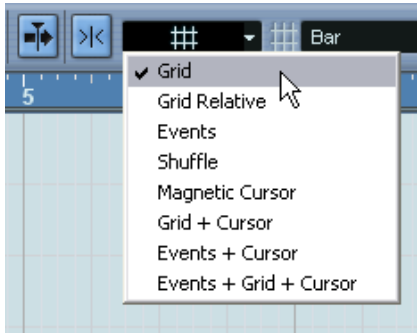 Bar
5
Grid
Grid Relative
Events
Shuffle
Magnetic Cursor
Grid + Cursor
Events + Cursor
Events + Grid + Cursor